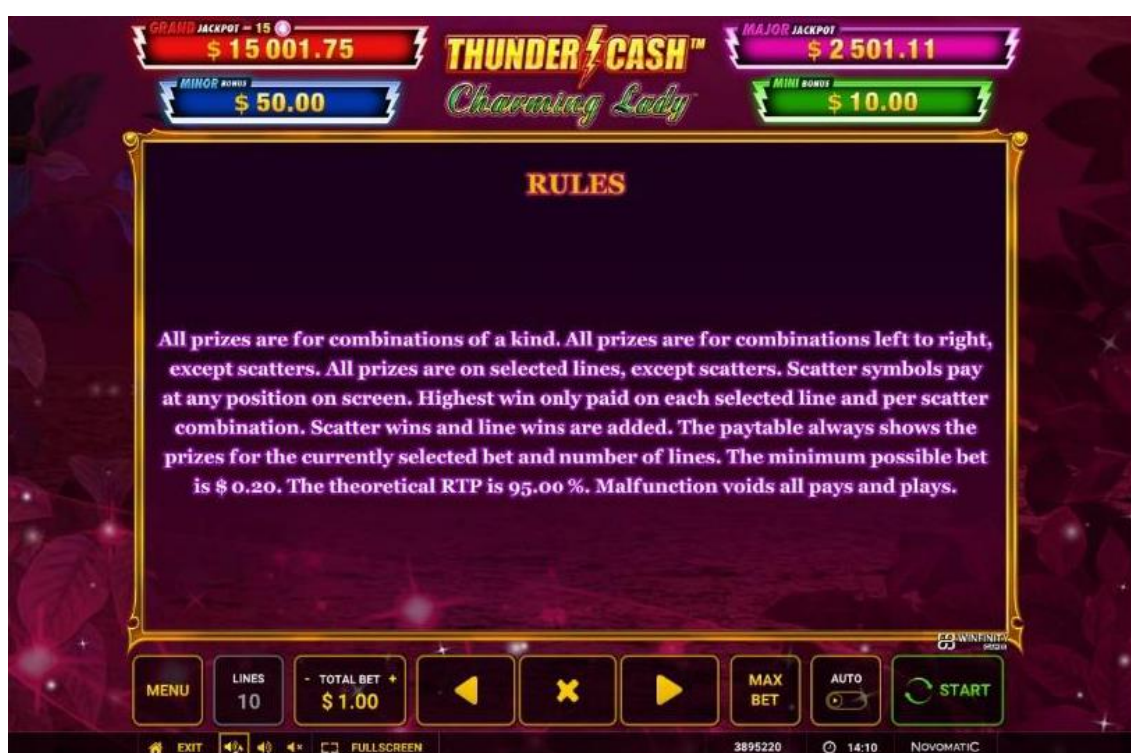 GRAND JACKPOT - 15
$ 15 001.75
THUNDER CASH™
MAJOR JACKPOT
$ 2 501.11
MINOR BONUS
$ 50.00
Charming Lady
MINI BONUS
$ 10.00
RULES
All prizes are for combinations of a kind. All prizes are for combinations left to right,
except scatters. All prizes are on selected lines, except scatters. Scatter symbols pay
at any position on screen. Highest win only paid on each selected line and per scatter
combination. Scatter wins and line wins are added. The paytable always shows the
prizes for the currently selected bet and number of lines. The minimum possible bet
is $ 0.20. The theoretical RTP is 95.00 %. Malfunction voids all pays and plays.
WINFINITY
MENU
LINES
10
- TOTAL BET +
$ 1.00
MAX
BET
AUTO
START
EXIT
FULLSCREEN
3895220
14:10
NOVOMATIC